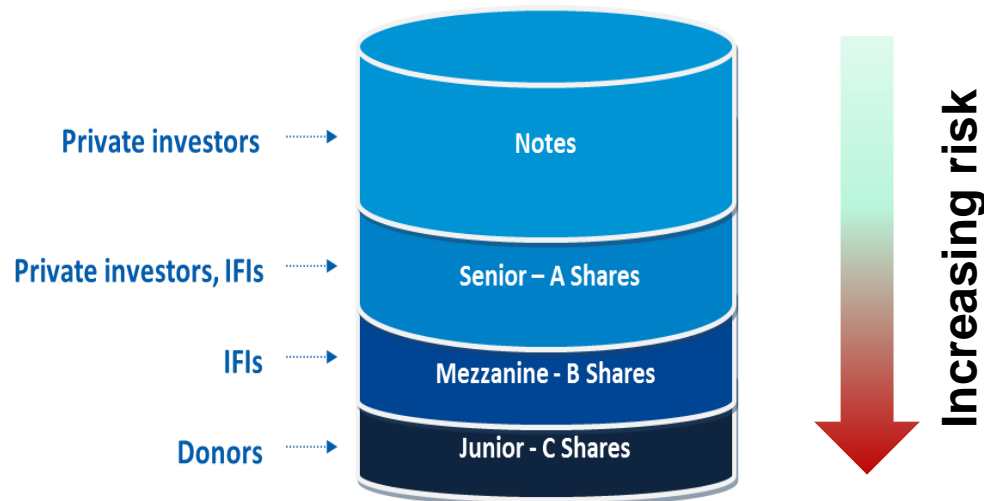 Private investors
Notes
Private investors, IFIs
Senior – A Shares
IFIs
Mezzanine - B Shares
Donors
Junior - C Shares
Increasing risk